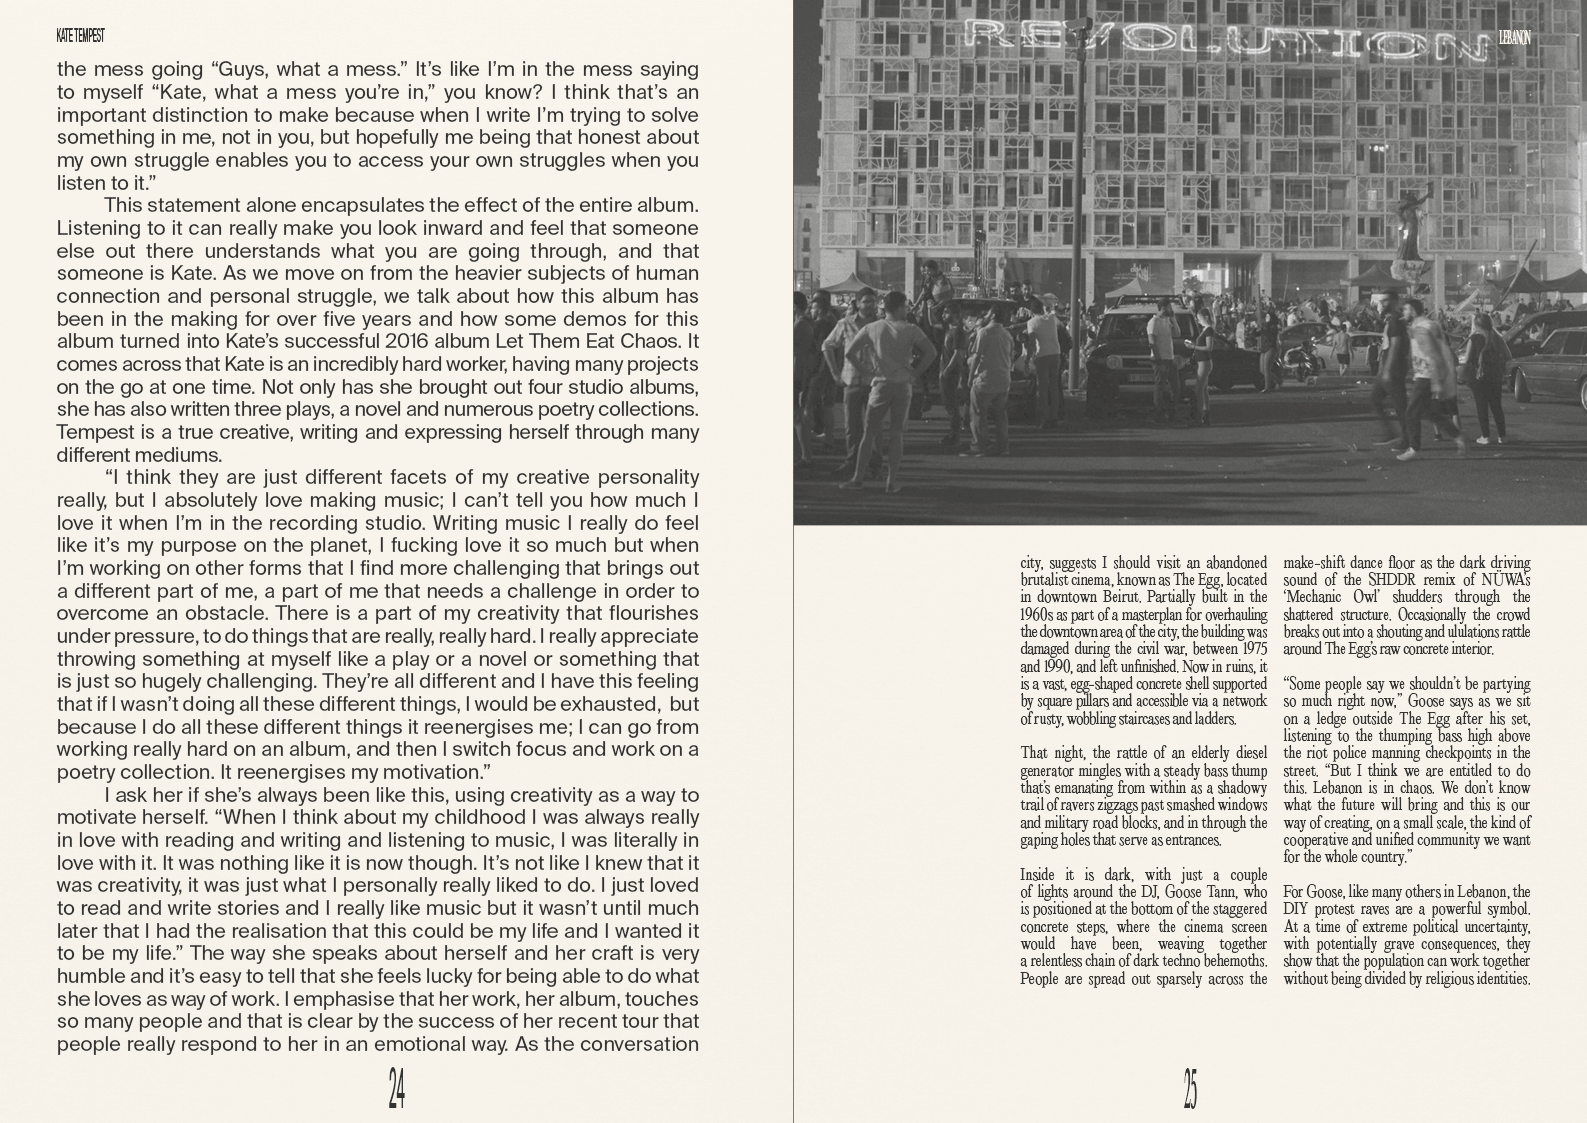 KATE TEMPEST
the mess going “Guys, what a mess.” It’s like I’m in the mess saying
to myself “Kate, what a mess you’re in,” you know? I think that’s an
important distinction to make because when I write I’m trying to solve
something in me, not in you, but hopefully me being that honest about
my own struggle enables you to access your own struggles when you
listen to it.”
This statement alone encapsulates the effect of the entire album.
Listening to it can really make you look inward and feel that someone
else out there understands what you are going through, and that
someone is Kate. As we move on from the heavier subjects of human
connection and personal struggle, we talk about how this album has
been in the making for over five years and how some demos for this
album turned into Kate’s successful 2016 album Let Them Eat Chaos. It
comes across that Kate is an incredibly hard worker, having many projects
on the go at one time. Not only has she brought out four studio albums,
she has also written three plays, a novel and numerous poetry collections.
Tempest is a true creative, writing and expressing herself through many
different mediums.
“I think they are just different facets of my creative personality
really, but I absolutely love making music; I can’t tell you how much I
love it when I’m in the recording studio. Writing music I really do feel
like it’s my purpose on the planet, I fucking love it so much but when
I’m working on other forms that I find more challenging that brings out
a different part of me, a part of me that needs a challenge in order to
overcome an obstacle. There is a part of my creativity that flourishes
under pressure, to do things that are really, really hard. I really appreciate
throwing something at myself like a play or a novel or something that
is just so hugely challenging. They’re all different and I have this feeling
that if I wasn’t doing all these different things, I would be exhausted, but
because I do all these different things it reenergises me; I can go from
working really hard on an album, and then I switch focus and work on a
poetry collection. It reenergises my motivation.”
I ask her if she’s always been like this, using creativity as a way to
motivate herself. “When I think about my childhood I was always really
in love with reading and writing and listening to music, I was literally in
love with it. It was nothing like it is now though. It’s not like I knew that it
was creativity, it was just what I personally really liked to do. I just loved
to read and write stories and I really like music but it wasn’t until much
later that I had the realisation that this could be my life and I wanted it
to be my life.” The way she speaks about herself and her craft is very
humble and it’s easy to tell that she feels lucky for being able to do what
she loves as way of work. I emphasise that her work, her album, touches
so many people and that is clear by the success of her recent tour that
people really respond to her in an emotional way. As the conversation
24
REVOLUTION
LEBANON
city, suggests I should visit an abandoned
brutalist cinema, known as The Egg, located
in downtown Beirut. Partially built in the
1960s as part of a masterplan for overhauling
the downtown area of the city, the building was
damaged during the civil war, between 1975
and 1990, and left unfinished. Now in ruins, it
is a vast, egg-shaped concrete shell supported
by square pillars and accessible via a network
of rusty, wobbling staircases and ladders.
That night, the rattle of an elderly diesel
generator mingles with a steady bass thump
that’s emanating from within as a shadowy
trail of ravers zigzags past smashed windows
and military road blocks, and in through the
gaping holes that serve as entrances.
Inside it is dark, with just a couple
of lights around the DJ, Goose Tann, who
is positioned at the bottom of the staggered
concrete steps, where the cinema screen
would have been, weaving together
a relentless chain of dark techno behemoths.
People are spread out sparsely across the
make-shift dance floor as the dark driving
sound of the SHDDR remix of NÜWA’s
‘Mechanic Owl’ shudders through the
shattered structure. Occasionally the crowd
breaks out into a shouting and ululations rattle
around The Egg’s raw concrete interior.
“Some people say we shouldn’t be partying
so much right now,” Goose says as we sit
on a ledge outside The Egg after his set,
listening to the thumping bass high above
the riot police manning checkpoints in the
street. “But I think we are entitled to do
this. Lebanon is in chaos. We don’t know
what the future will bring and this is our
way of creating, on a small scale, the kind of
cooperative and unified community we want
for the whole country.”
For Goose, like many others in Lebanon, the
DIY protest raves are a powerful symbol.
At a time of extreme political uncertainty,
with potentially grave consequences, they
show that the population can work together
without being divided by religious identities.
25